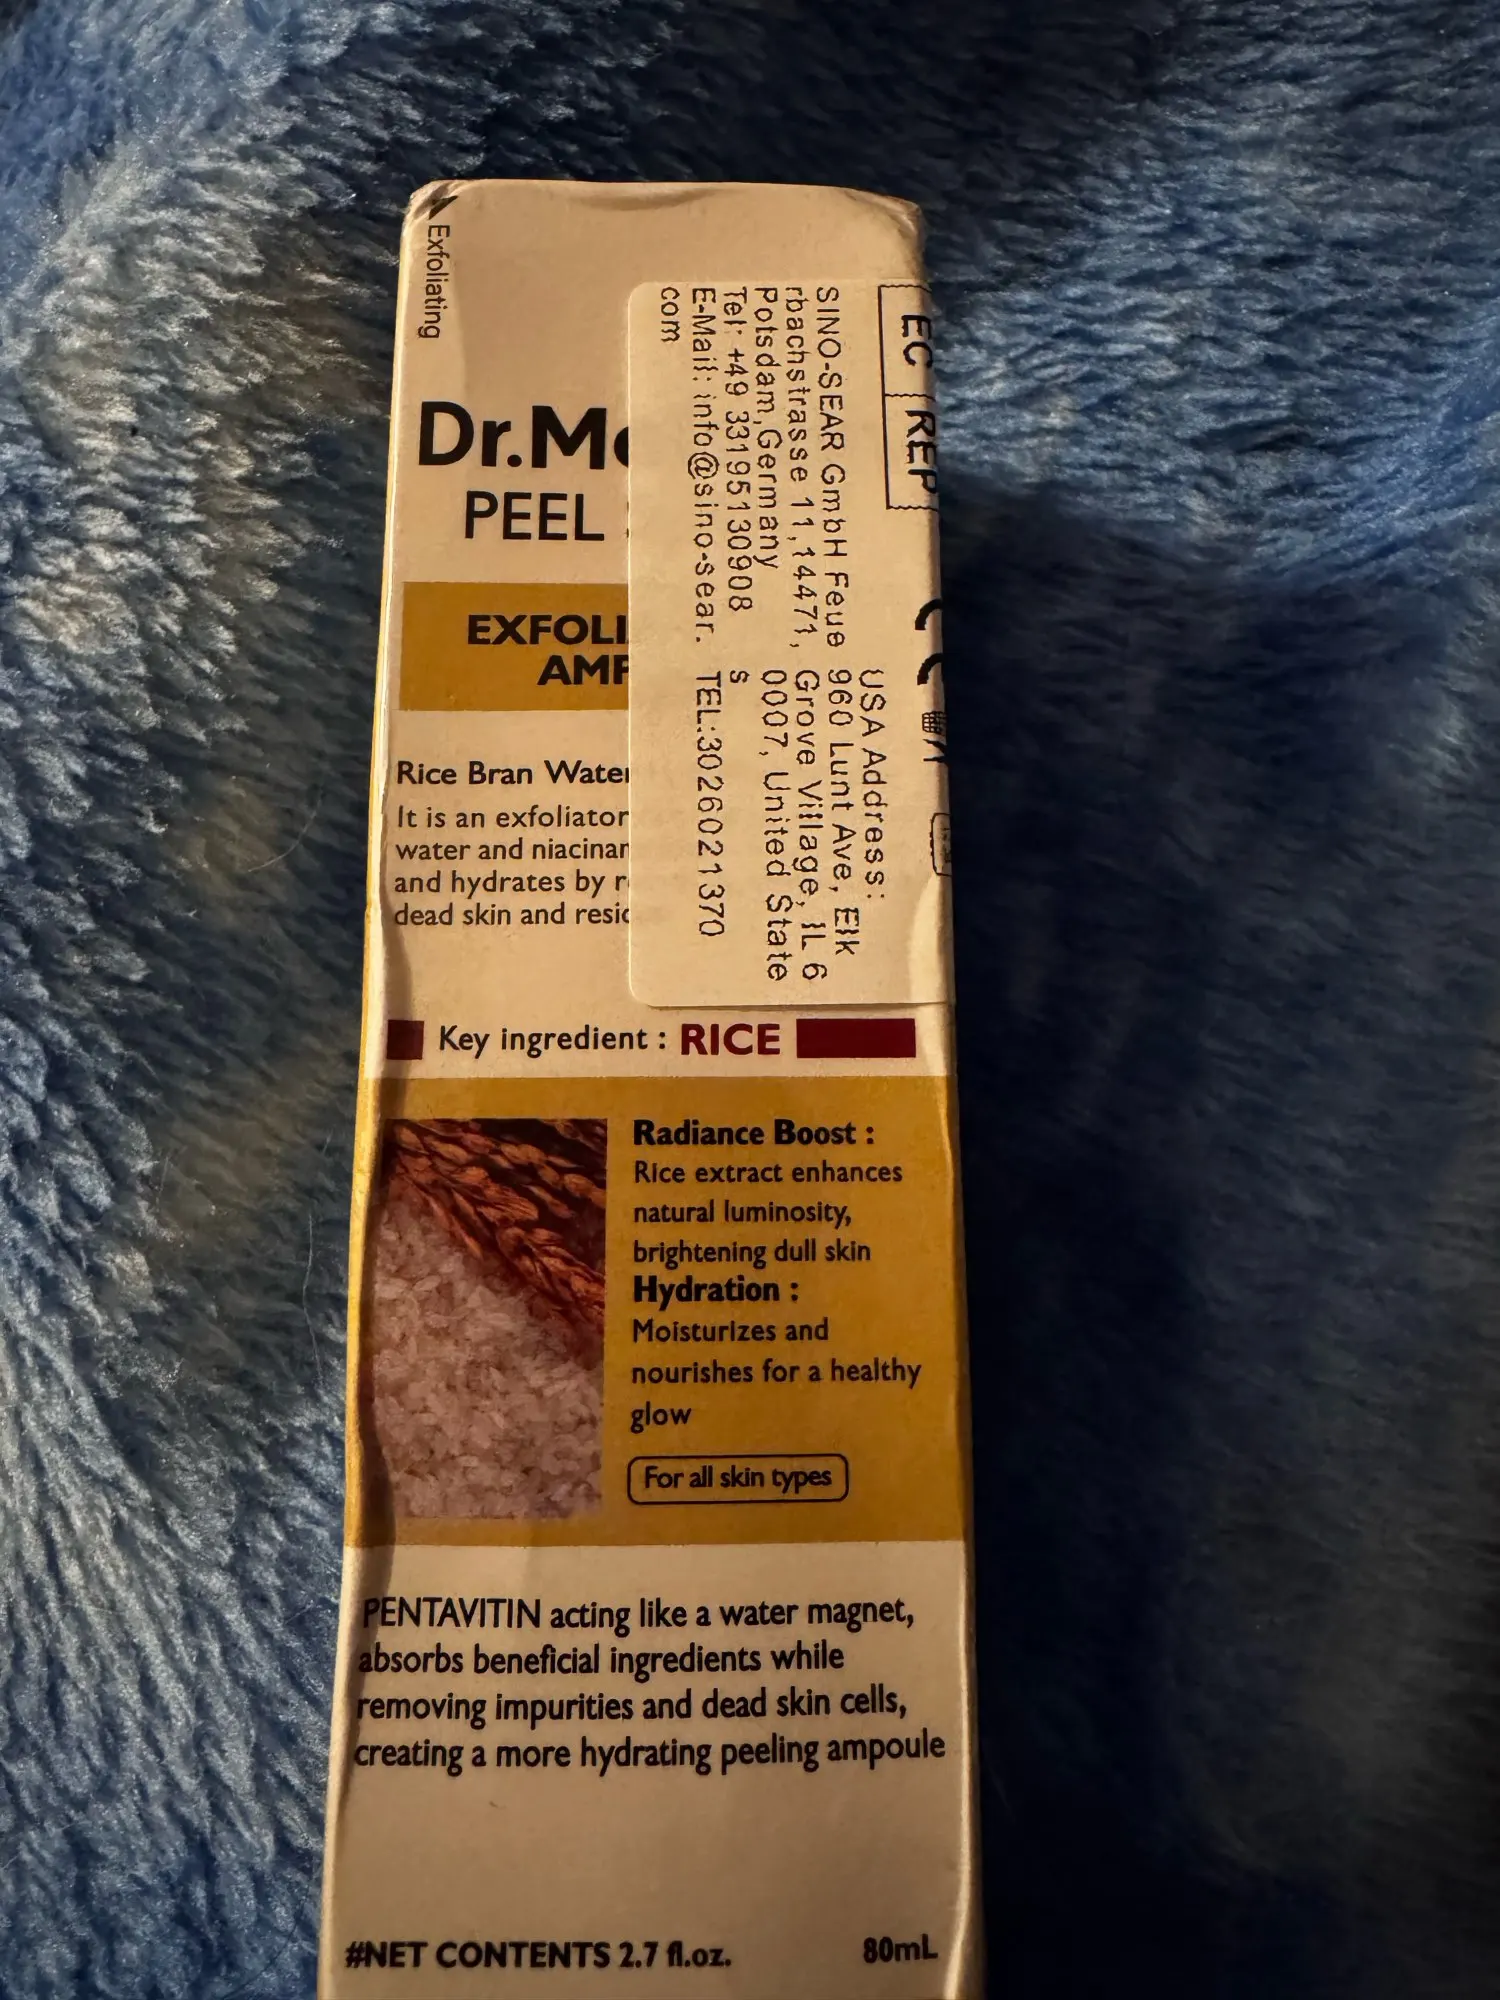 Exfoliating
Dr.M
PEEL
EXFOLI
AMP
Rice Bran Water
It is an exfoliator
water and niacinam
and hydrates by r
dead skin and resid
EC REP
SINO-SEAR GmbH Feue
rbachstrasse 11,14471,
Potsdam,Germany
Tel: +49 3319513​0908
E-Mail: info@sino-sear.
com
USA Address:
960 Lunt Ave, Elk
Grove Village, IL 6
0007, United State
s
TEL:3026021370
Key ingredient : RICE
Radiance Boost :
Rice extract enhances
natural luminosity,
brightening dull skin
Hydration :
Moisturizes and
nourishes for a healthy
glow
For all skin types
PENTAVITIN acting like a water magnet,
absorbs beneficial ingredients while
removing impurities and dead skin cells,
creating a more hydrating peeling ampoule
#NET CONTENTS 2.7 fl.oz. 80mL